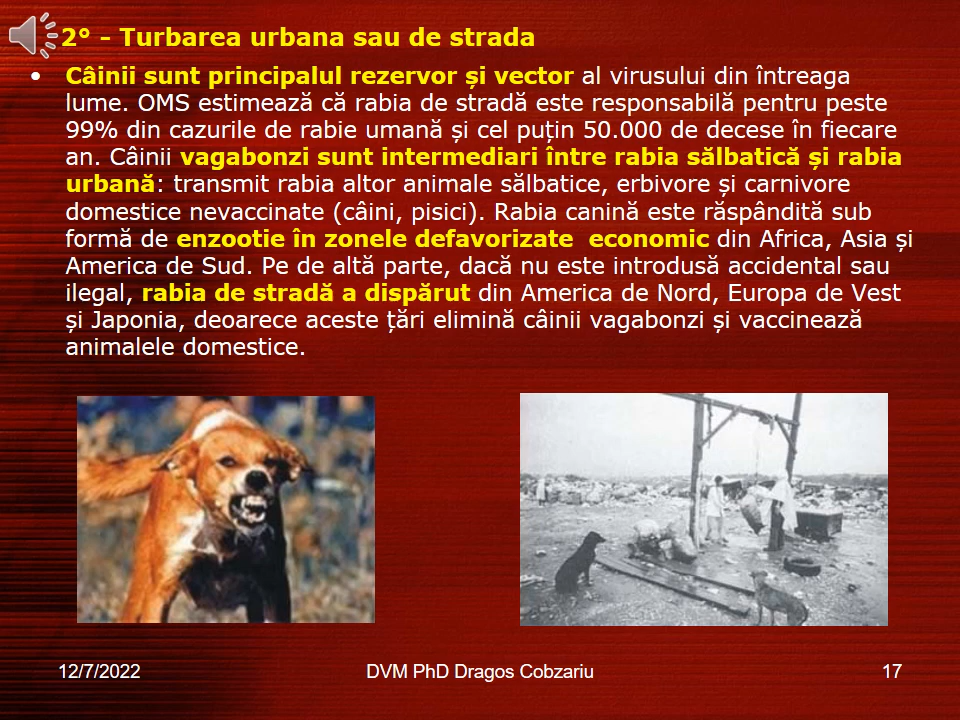 2° - Turbarea urbana sau de strada
• Câinii sunt principalul rezervor și vector al virusului din întreaga
lume. OMS estimează că rabia de stradă este responsabilă pentru peste
99% din cazurile de rabie umană și cel puțin 50.000 de decese în fiecare
an. Câinii vagabonzi sunt intermediari între rabia sălbatică și rabia
urbană: transmit rabia altor animale sălbatice, erbivore și carnivore
domestice nevaccinate (câini, pisici). Rabia canină este răspândită sub
formă de enzootie în zonele defavorizate  economic din Africa, Asia și
America de Sud. Pe de altă parte, dacă nu este introdusă accidental sau
ilegal, rabia de stradă a dispărut din America de Nord, Europa de Vest
și Japonia, deoarece aceste țări elimină câinii vagabonzi și vaccinează
animalele domestice.
12/7/2022
DVM PhD Dragos Cobzariu
17